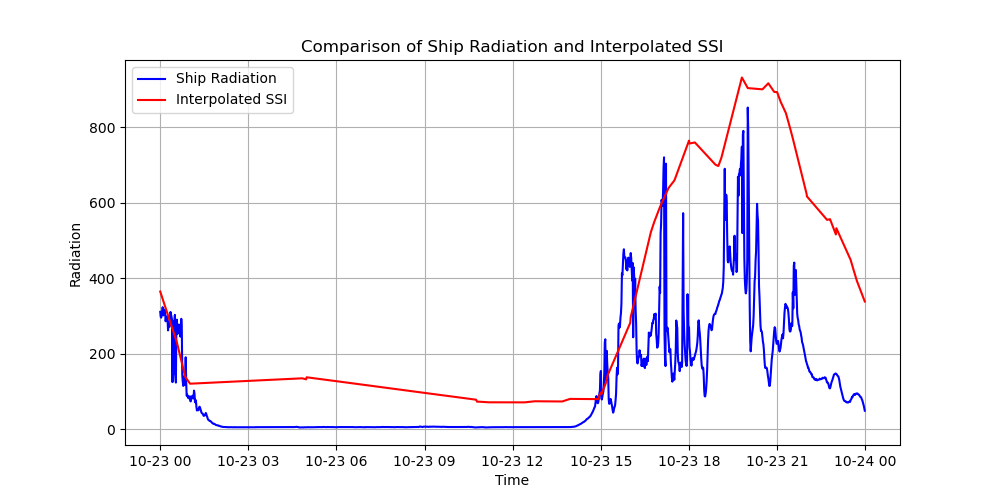 Comparison of Ship Radiation and Interpolated SSI
Ship Radiation
Interpolated SSI
Radiation
800
600
400
200
0
10-23 00 10-23 03 10-23 06 10-23 09 10-23 12 10-23 15 10-23 18 10-23 21 10-24 00
Time